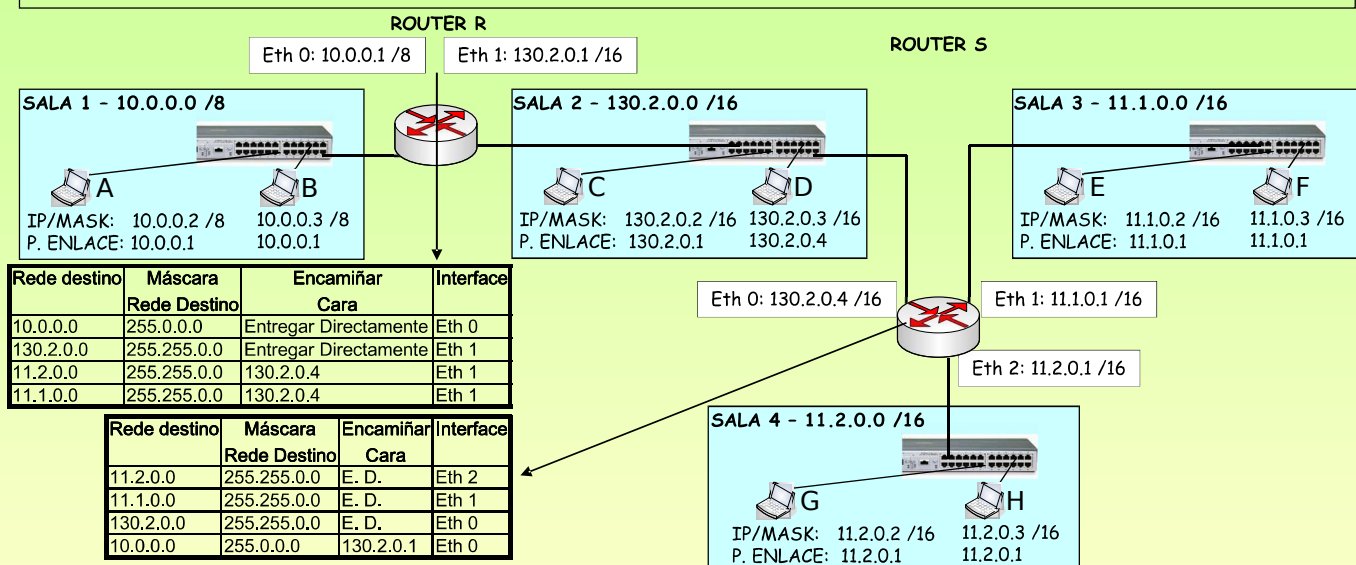 ROUTER R
ROUTER S
Eth 0: 10.0.0.1 /8
Eth 1: 130.2.0.1 /16
SALA 1 - 10.0.0.0 /8
A
B
IP/MASK: 10.0.0.2 /8 10.0.0.3 /8
P. ENLACE: 10.0.0.1 10.0.0.1
SALA 2 - 130.2.0.0 /16
C
D
IP/MASK: 130.2.0.2 /16 130.2.0.3 /16
P. ENLACE: 130.2.0.1 130.2.0.4
SALA 3 - 11.1.0.0 /16
E
F
IP/MASK: 11.1.0.2 /16 11.1.0.3 /16
P. ENLACE: 11.1.0.1 11.1.0.1
Rede destino Máscara Encamiñar Interface
Rede Destino Cara
10.0.0.0 255.0.0.0 Entregar Directamente Eth 0
130.2.0.0 255.255.0.0 Entregar Directamente Eth 1
11.2.0.0 255.255.0.0 130.2.0.4 Eth 1
11.1.0.0 255.255.0.0 130.2.0.4 Eth 1
Eth 0: 130.2.0.4 /16
Eth 1: 11.1.0.1 /16
Eth 2: 11.2.0.1 /16
Rede destino Máscara Encamiñar Interface
Rede Destino Cara
11.2.0.0 255.255.0.0 E. D. Eth 2
11.1.0.0 255.255.0.0 E. D. Eth 1
130.2.0.0 255.255.0.0 E. D. Eth 0
10.0.0.0 255.0.0.0 130.2.0.1 Eth 0
SALA 4 - 11.2.0.0 /16
G
H
IP/MASK: 11.2.0.2 /16 11.2.0.3 /16
P. ENLACE: 11.2.0.1 11.2.0.1